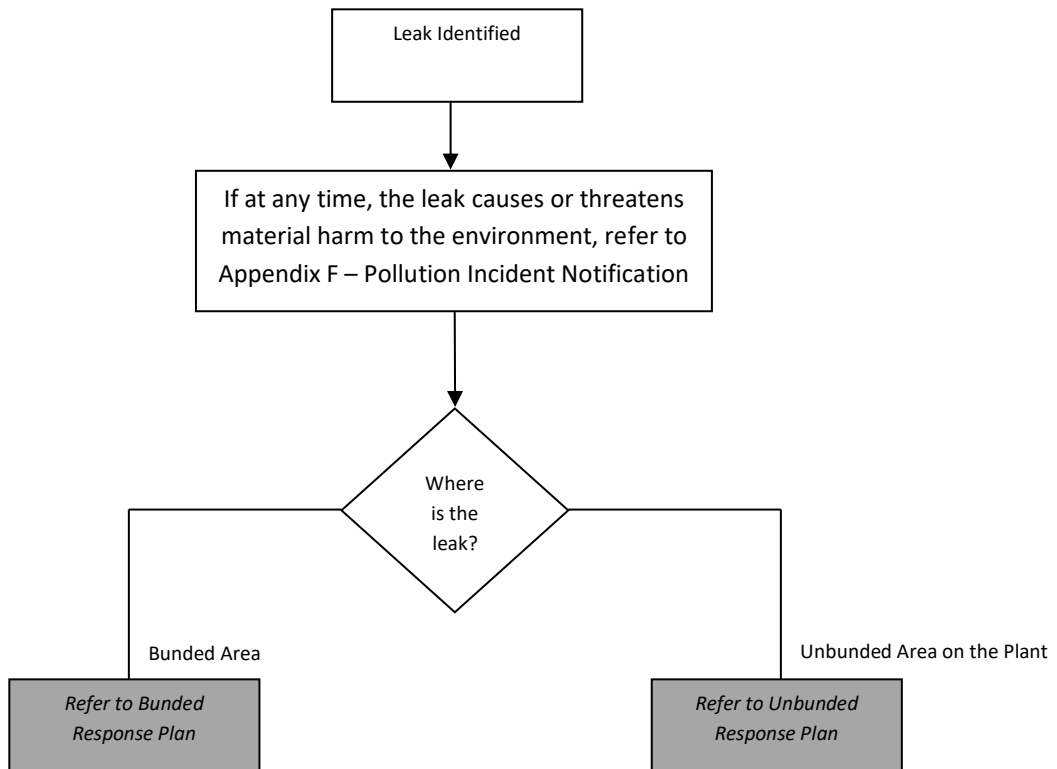 Leak Identified
If at any time, the leak causes or threatens
material harm to the environment, refer to
Appendix F – Pollution Incident Notification
Where
is the
leak?
Bunded Area
Unbunded Area on the Plant
Refer to Bunded
Response Plan
Refer to Unbunded
Response Plan